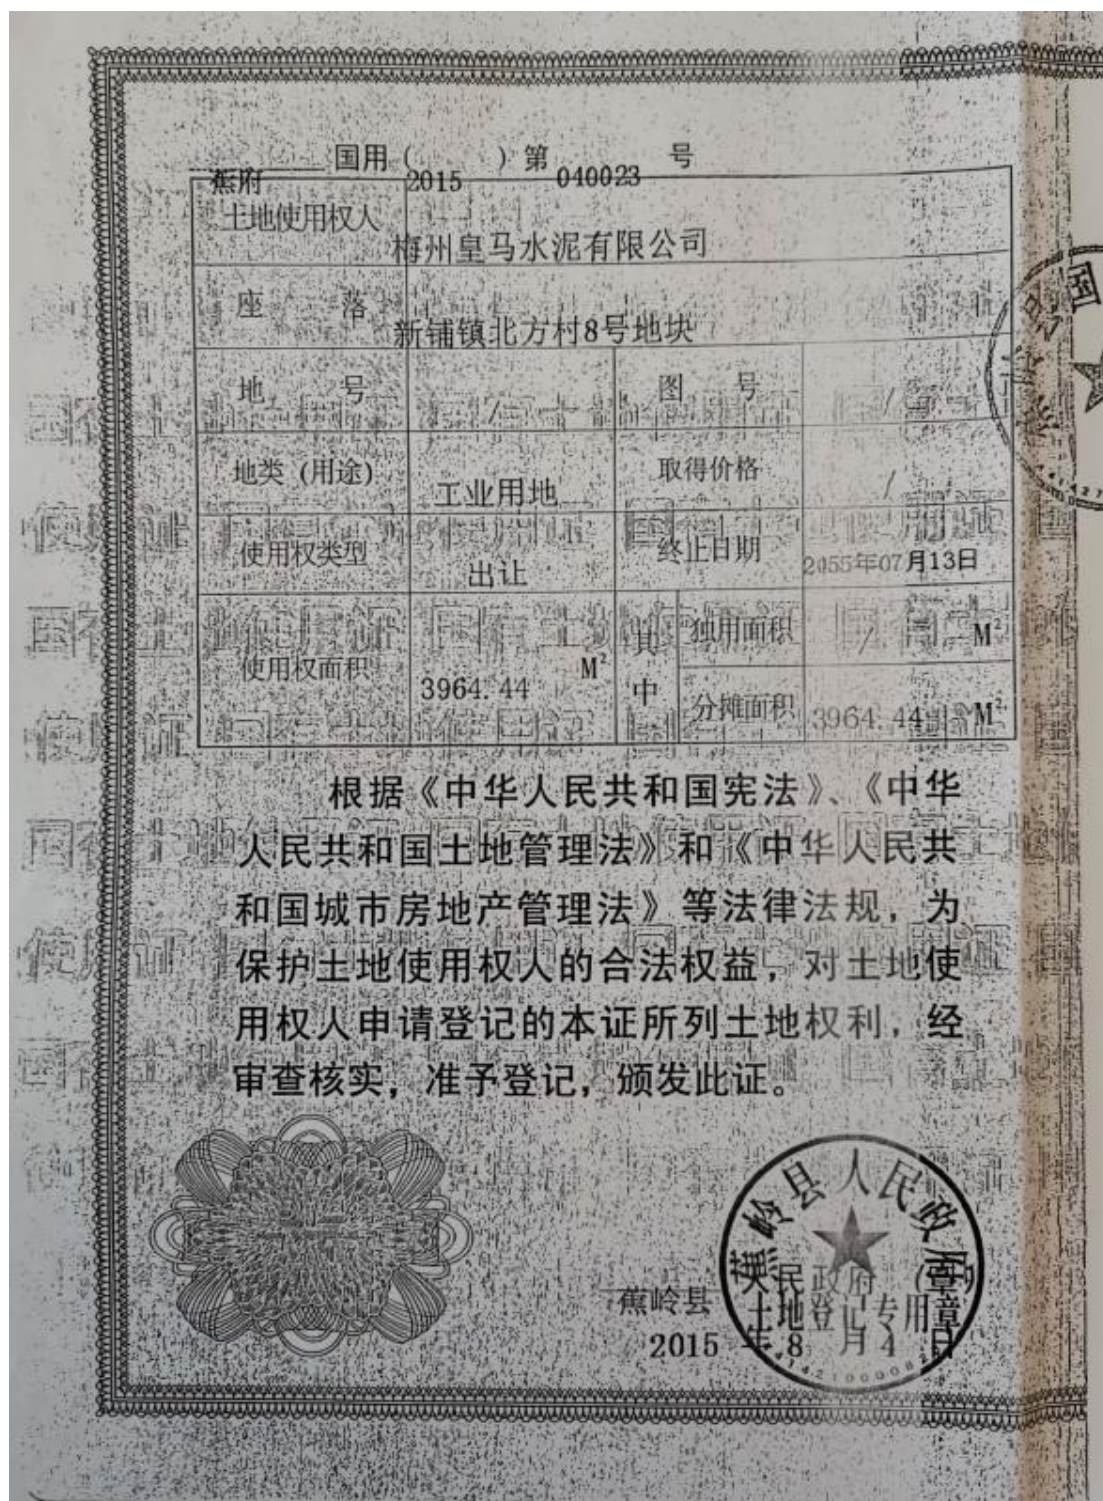 国用（　　）第　　号
蕉府　2015　040023
土地使用权人
梅州皇马水泥有限公司
座　落
新铺镇北方村8号地块
地　号　/　图　号　/
地类（用途）　工业用地　取得价格　/
使用权类型　出让　终止日期　2055年07月13日
使用权面积　3964.44　M²　其中　独用面积　/　M²
分摊面积　3964.44　M²
根据《中华人民共和国宪法》、《中华
人民共和国土地管理法》和《中华人民共
和国城市房地产管理法》等法律法规，为
保护土地使用权人的合法权益，对土地使
用权人申请登记的本证所列土地权利，经
审查核实，准予登记，颁发此证。
蕉岭县人民政府
蕉岭县　人民政府　（章）
土地登记专用章
2015　年　8　月　4　日